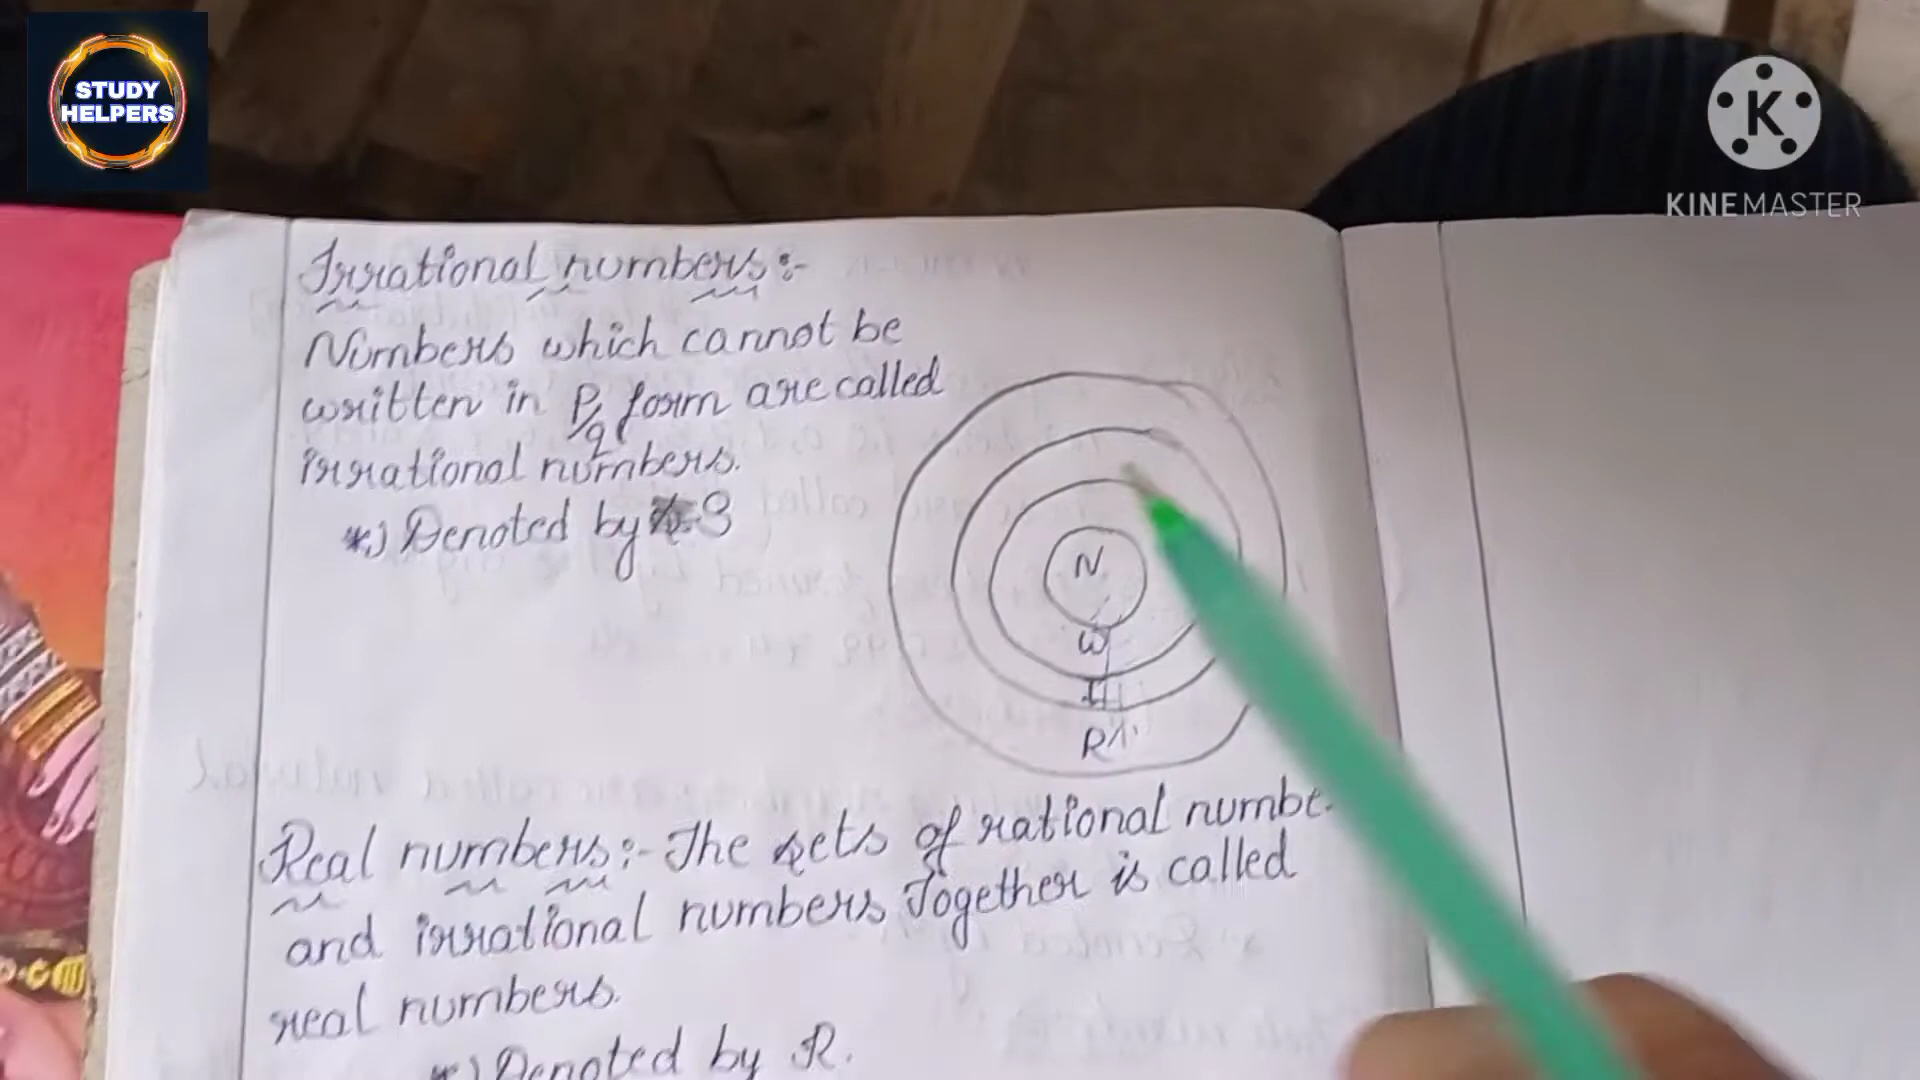 STUDY
HELPERS
K
KINEMASTER
Irrational numbers:-
Numbers which cannot be
written in P/q form are called
irrational numbers.
*) Denoted by S
N
W
I
R
Real numbers:- The sets of rational numbe
and irrational numbers Together is called
real numbers.
*) Denoted by R.